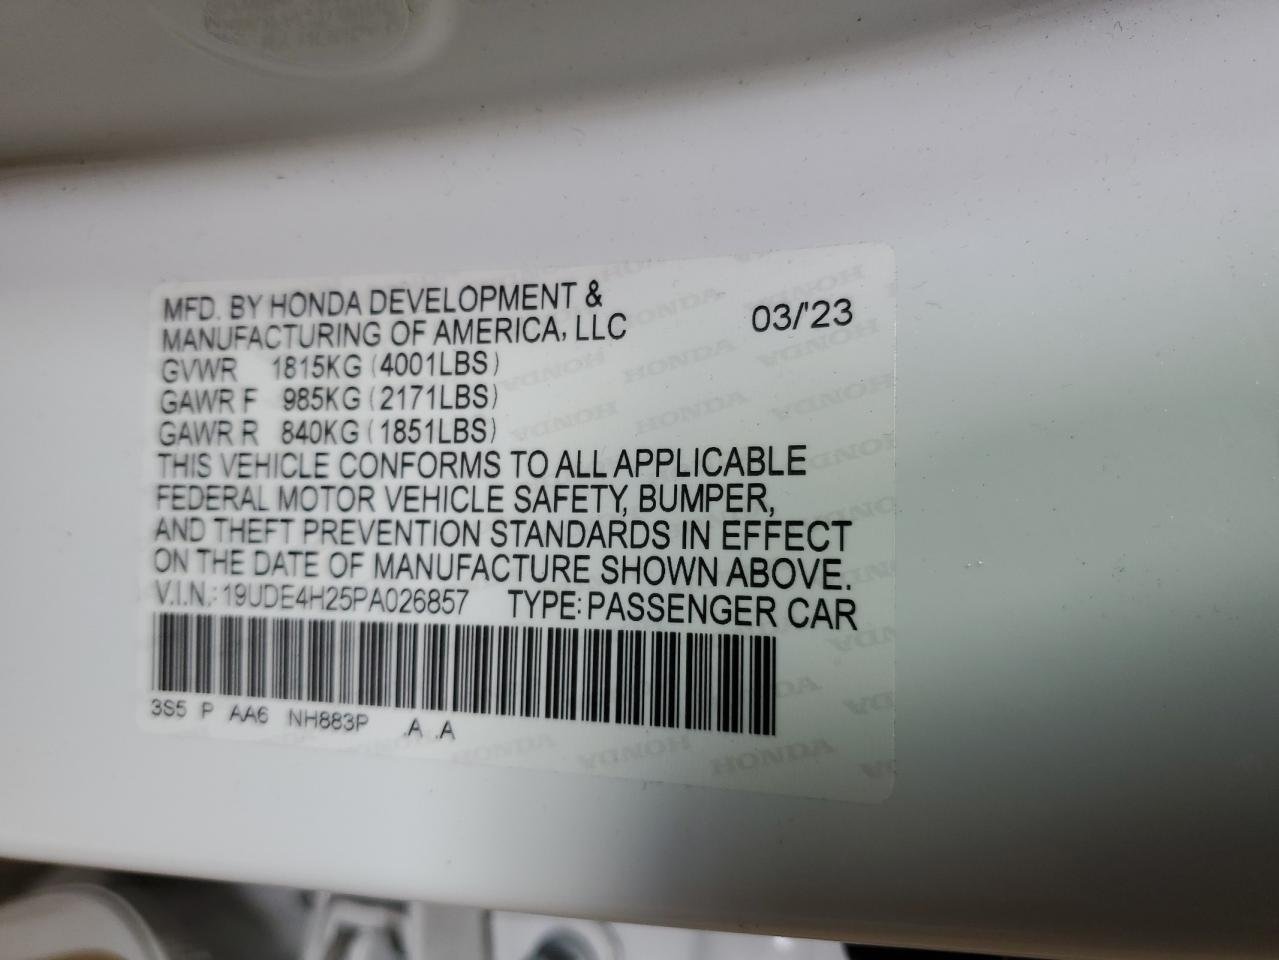 MFD. BY HONDA DEVELOPMENT &
MANUFACTURING OF AMERICA, LLC 03/'23
GVWR 1815KG (4001LBS)
GAWR F 985KG (2171LBS)
GAWR R 840KG (1851LBS)
THIS VEHICLE CONFORMS TO ALL APPLICABLE
FEDERAL MOTOR VEHICLE SAFETY, BUMPER,
AND THEFT PREVENTION STANDARDS IN EFFECT
ON THE DATE OF MANUFACTURE SHOWN ABOVE.
V.I.N.: 19UDE4H25PA026857 TYPE: PASSENGER CAR
3S5 P AA6 NH883P .A .A